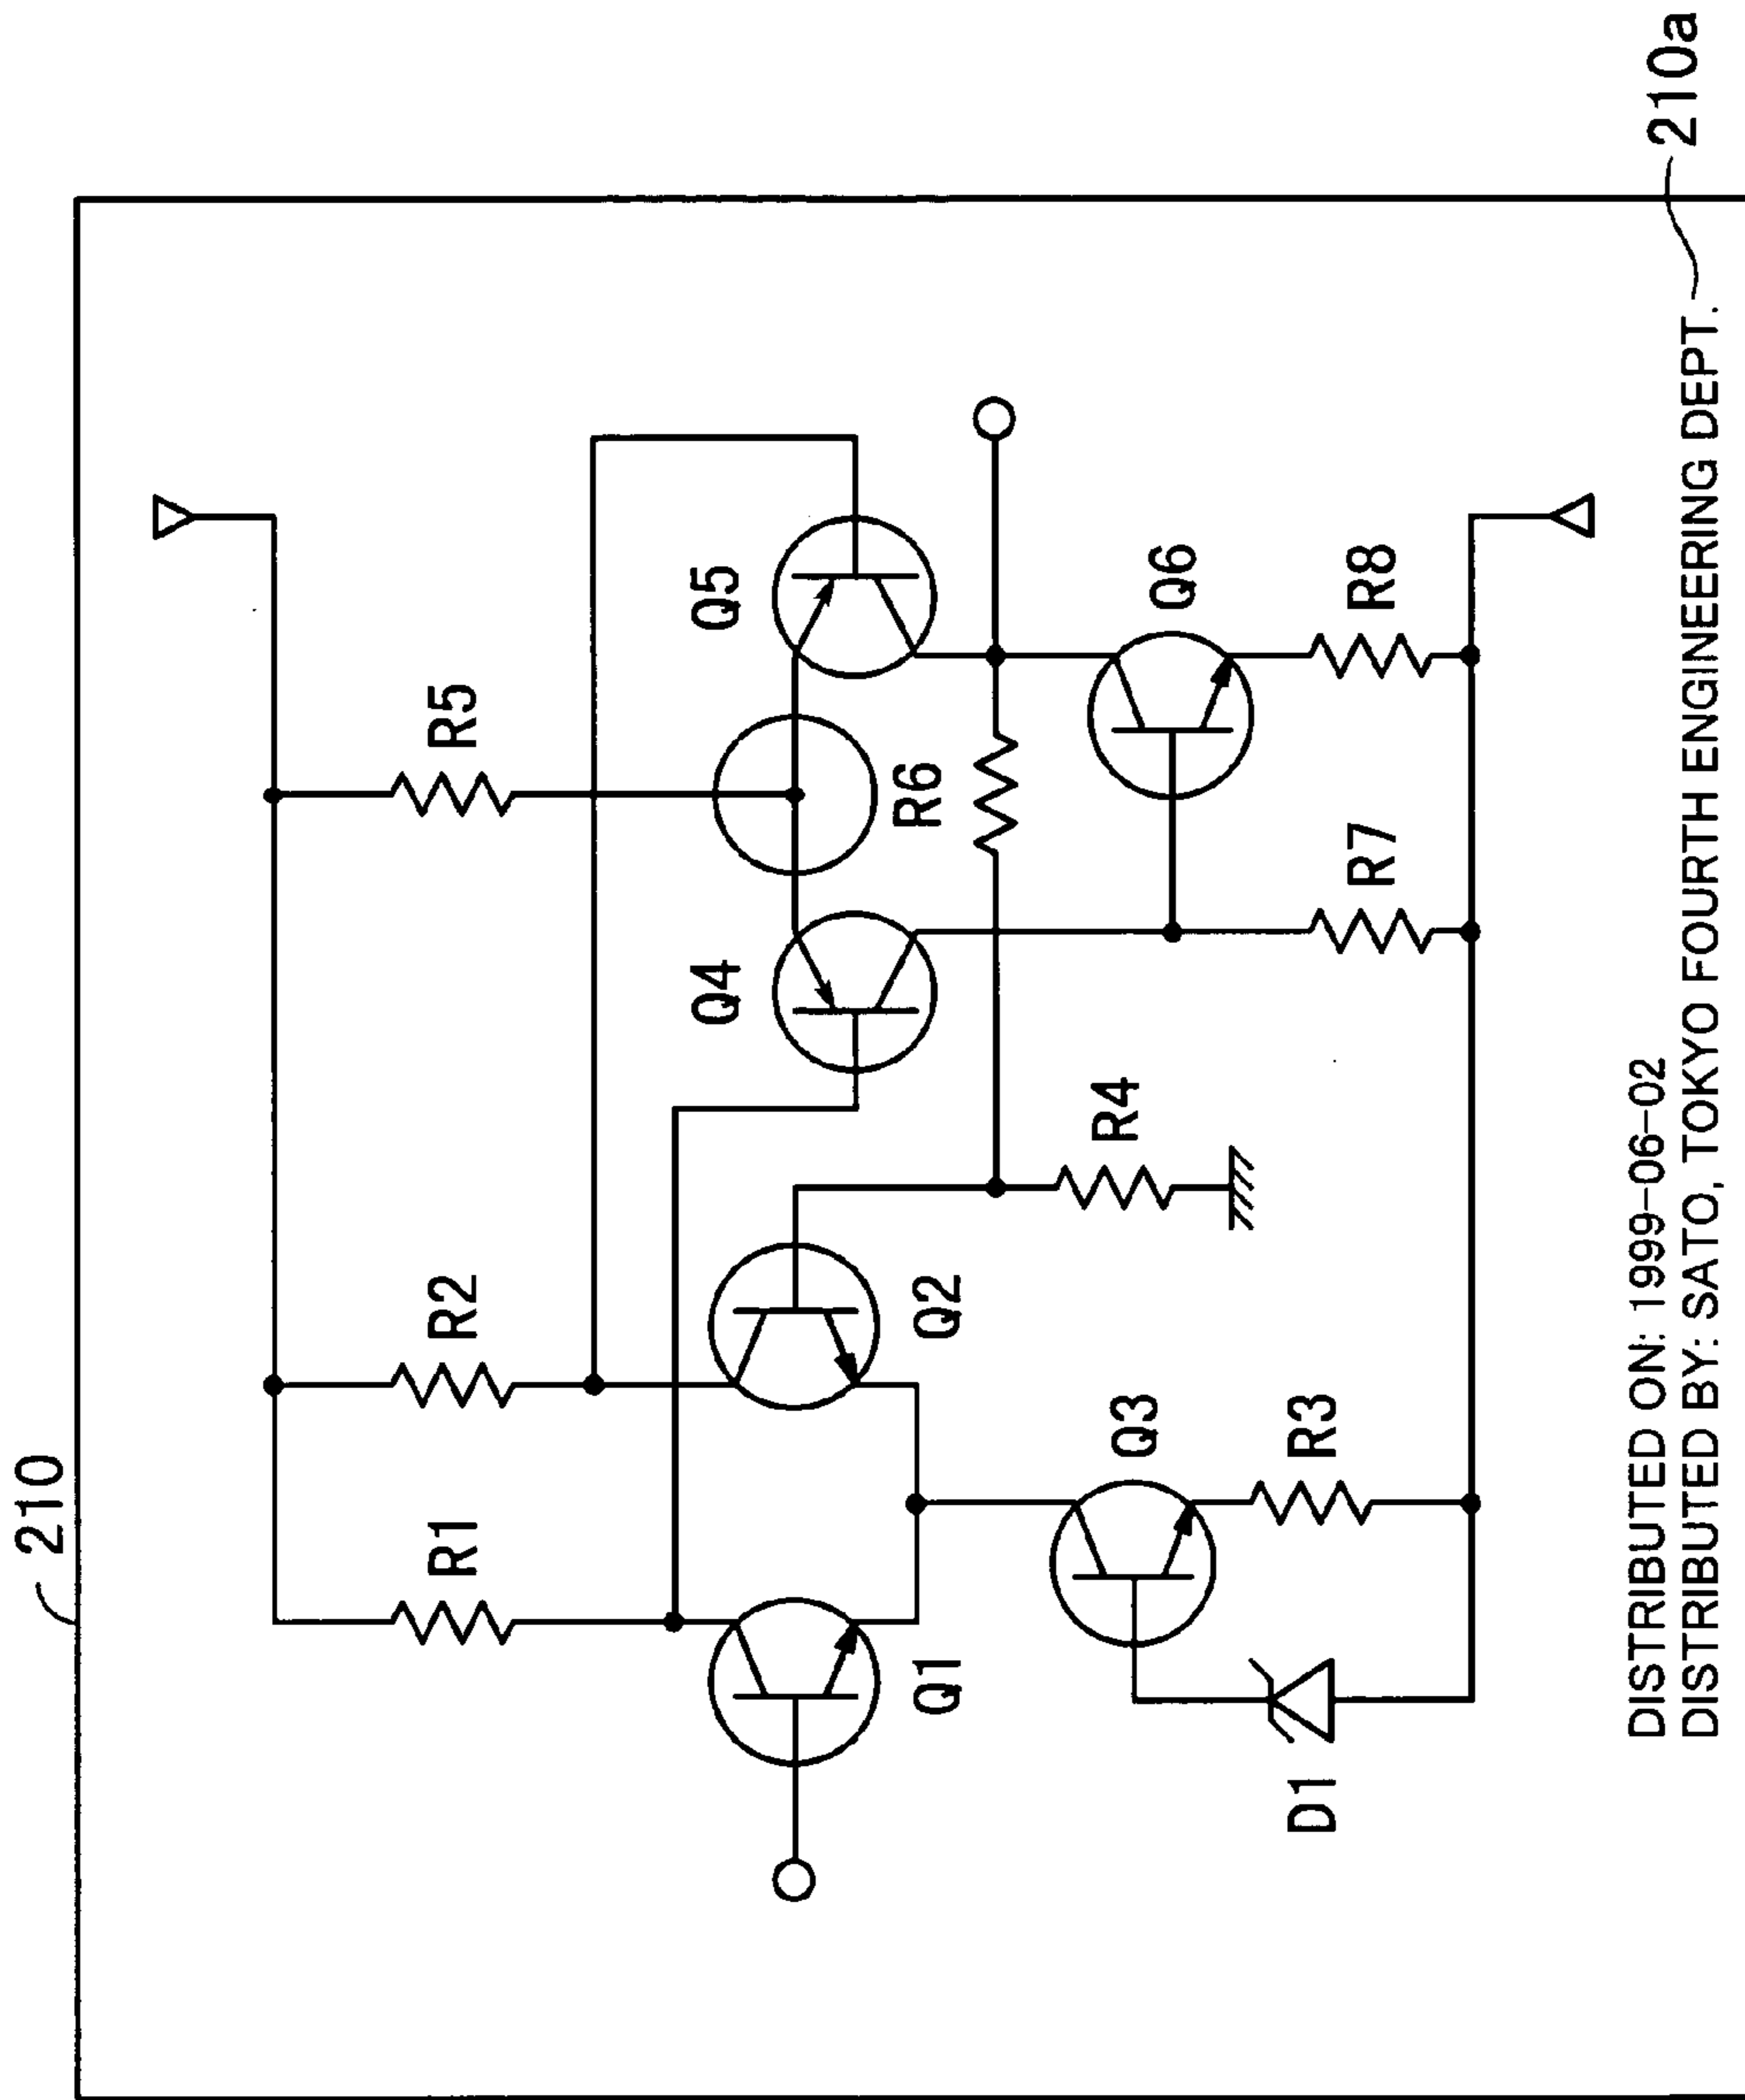 210
R1
R2
R5
Q1
Q2
Q4
Q5
R6
Q3
R4
Q6
D1
R3
R7
R8
DISTRIBUTED ON: 1999-06-02
DISTRIBUTED BY: SATO, TOKYO FOURTH ENGINEERING DEPT.
210a